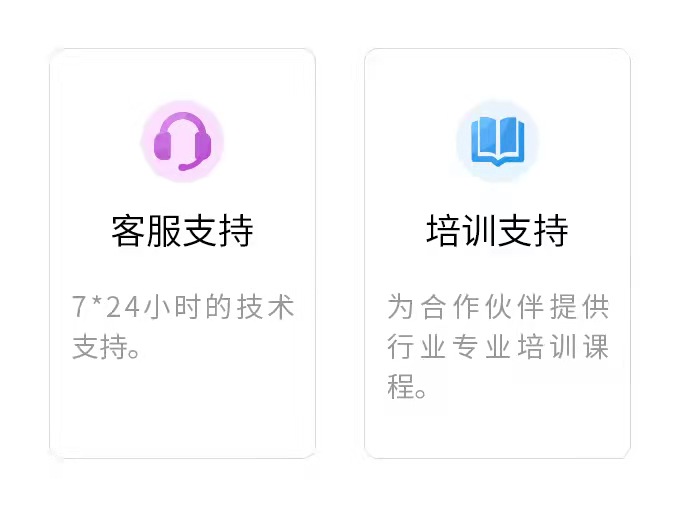 客服支持
7*24小时的技术
支持。
培训支持
为合作伙伴提供
行业专业培训课
程。